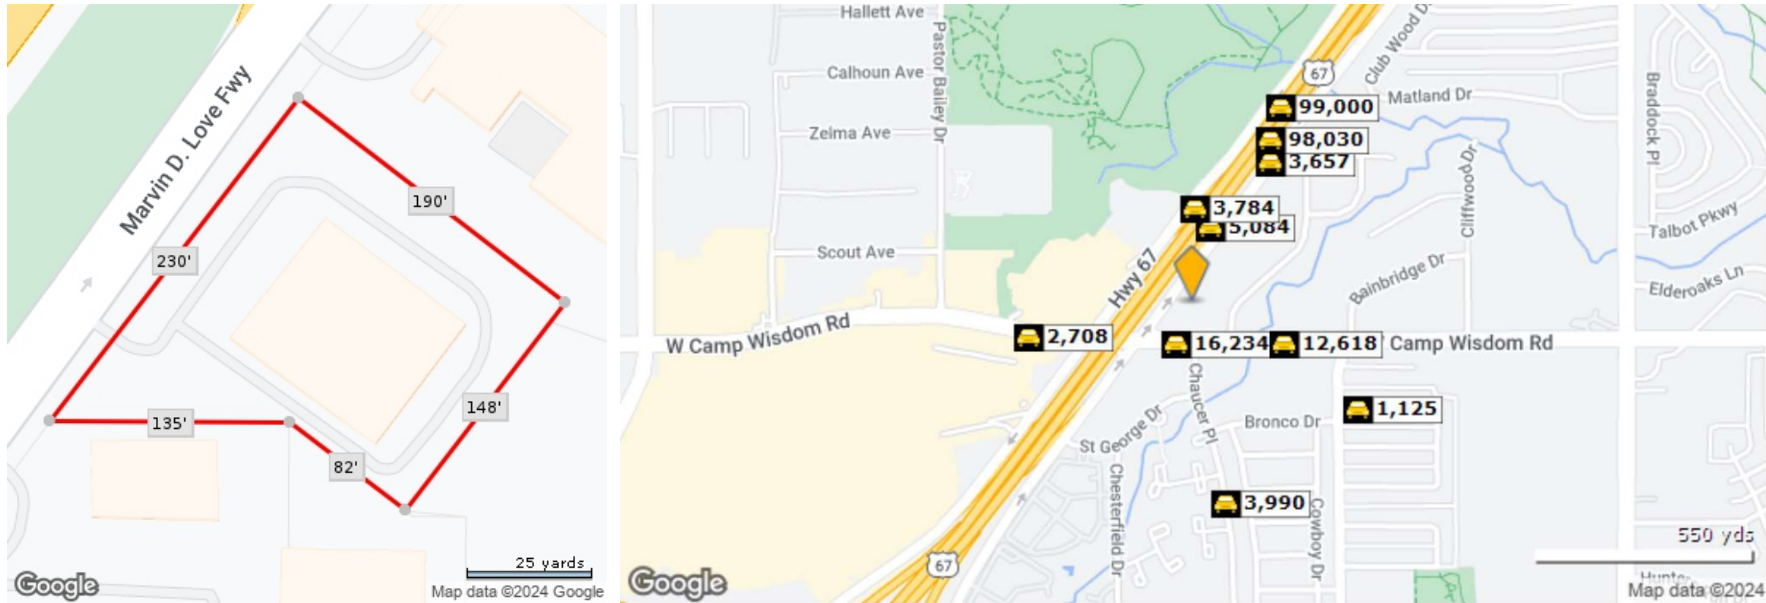 Marvin D. Love Fwy
190'
230'
135'
82'
148'
25 yards
Google
Map data ©2024 Google
Hallett Ave
Pastor Bailey Dr
Club Wood D
67
Calhoun Ave
Matland Dr
Braddock Pl
99,000
Zelma Ave
98,030
3,657
Cliffwood Dr
3,784
5,084
Talbot Pkwy
Scout Ave
Hwy 67
Bainbridge Dr
Elderoaks Ln
W Camp Wisdom Rd
2,708
16,234
12,618
Camp Wisdom Rd
Chaucer Pl
St George Dr
Bronco Dr
1,125
Chesterfield Dr
3,990
Cowboy Dr
550 yds
67
Google
Map data ©2024